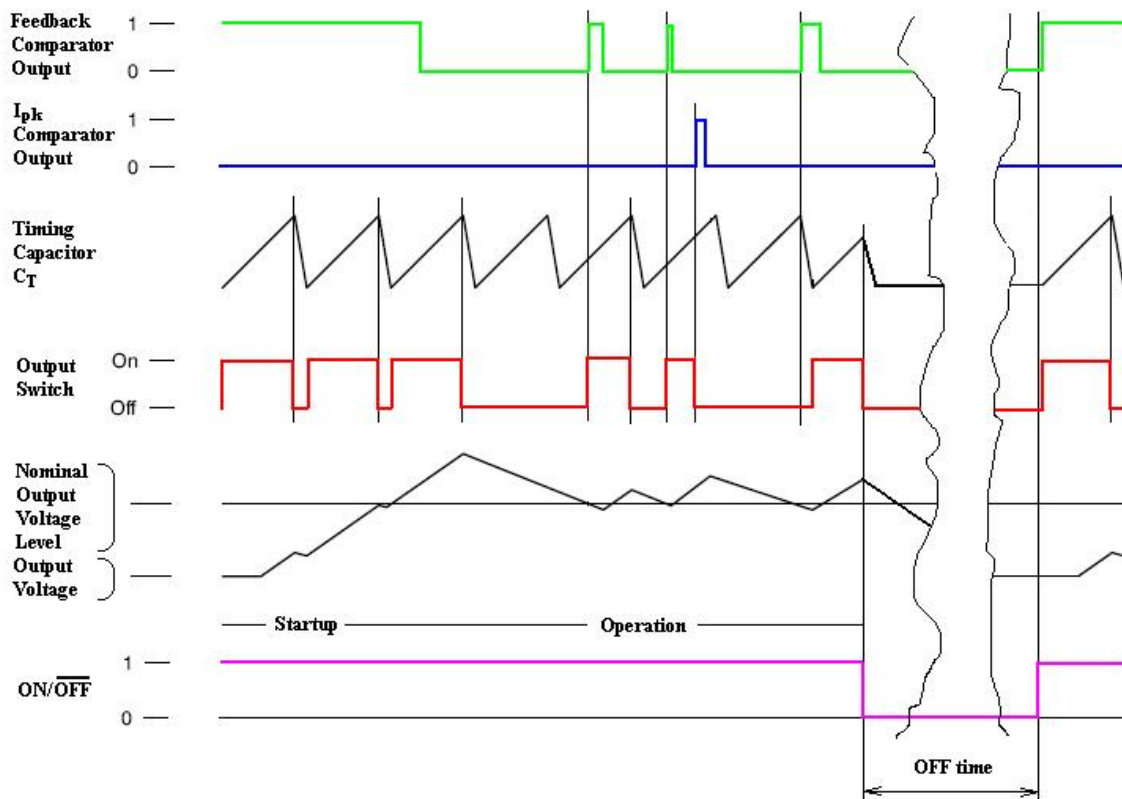 Feedback
Comparator
Output
1
0
Ipk
Comparator
Output
1
0
Timing
Capacitor
CT
Output
Switch
On
Off
Nominal
Output
Voltage
Level
Output
Voltage
Startup
Operation
ON/OFF
1
0
OFF time